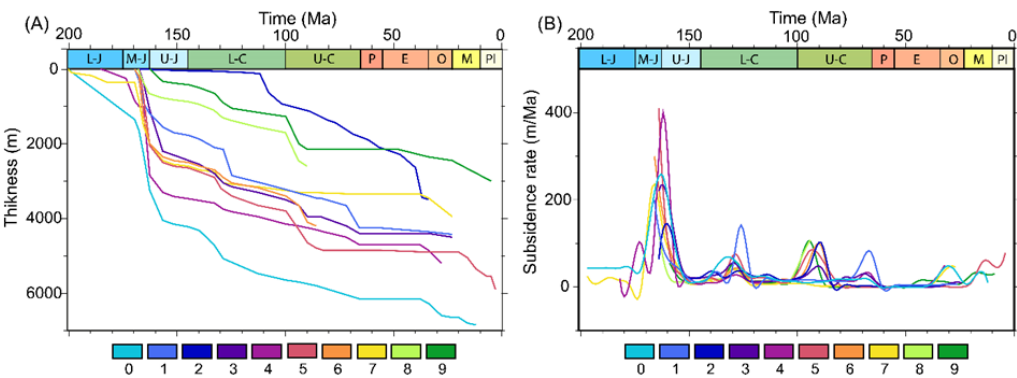 (A)
Time (Ma)
200 150 100 50 0
L-J M-J U-J L-C U-C P E O M Pl
Thikness (m)
0
2000
4000
6000
0 1 2 3 4 5 6 7 8 9
(B)
Time (Ma)
200 150 100 50 0
L-J M-J U-J L-C U-C P E O M Pl
Subsidence rate (m/Ma)
400
200
0
0 1 2 3 4 5 6 7 8 9